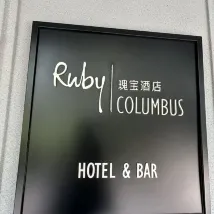 Ruby
瑰宝酒店
COLUMBUS
HOTEL & BAR